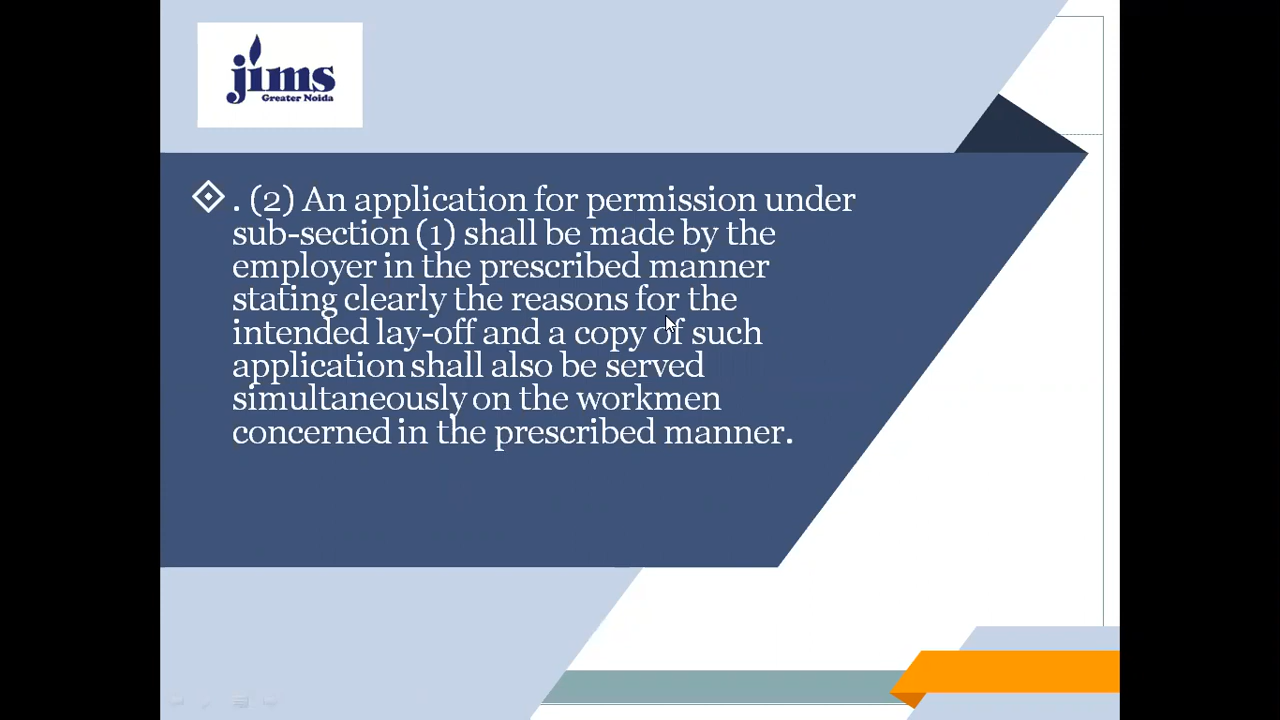 jims
Greater Noida
. (2) An application for permission under
sub-section (1) shall be made by the
employer in the prescribed manner
stating clearly the reasons for the
intended lay-off and a copy of such
application shall also be served
simultaneously on the workmen
concerned in the prescribed manner.